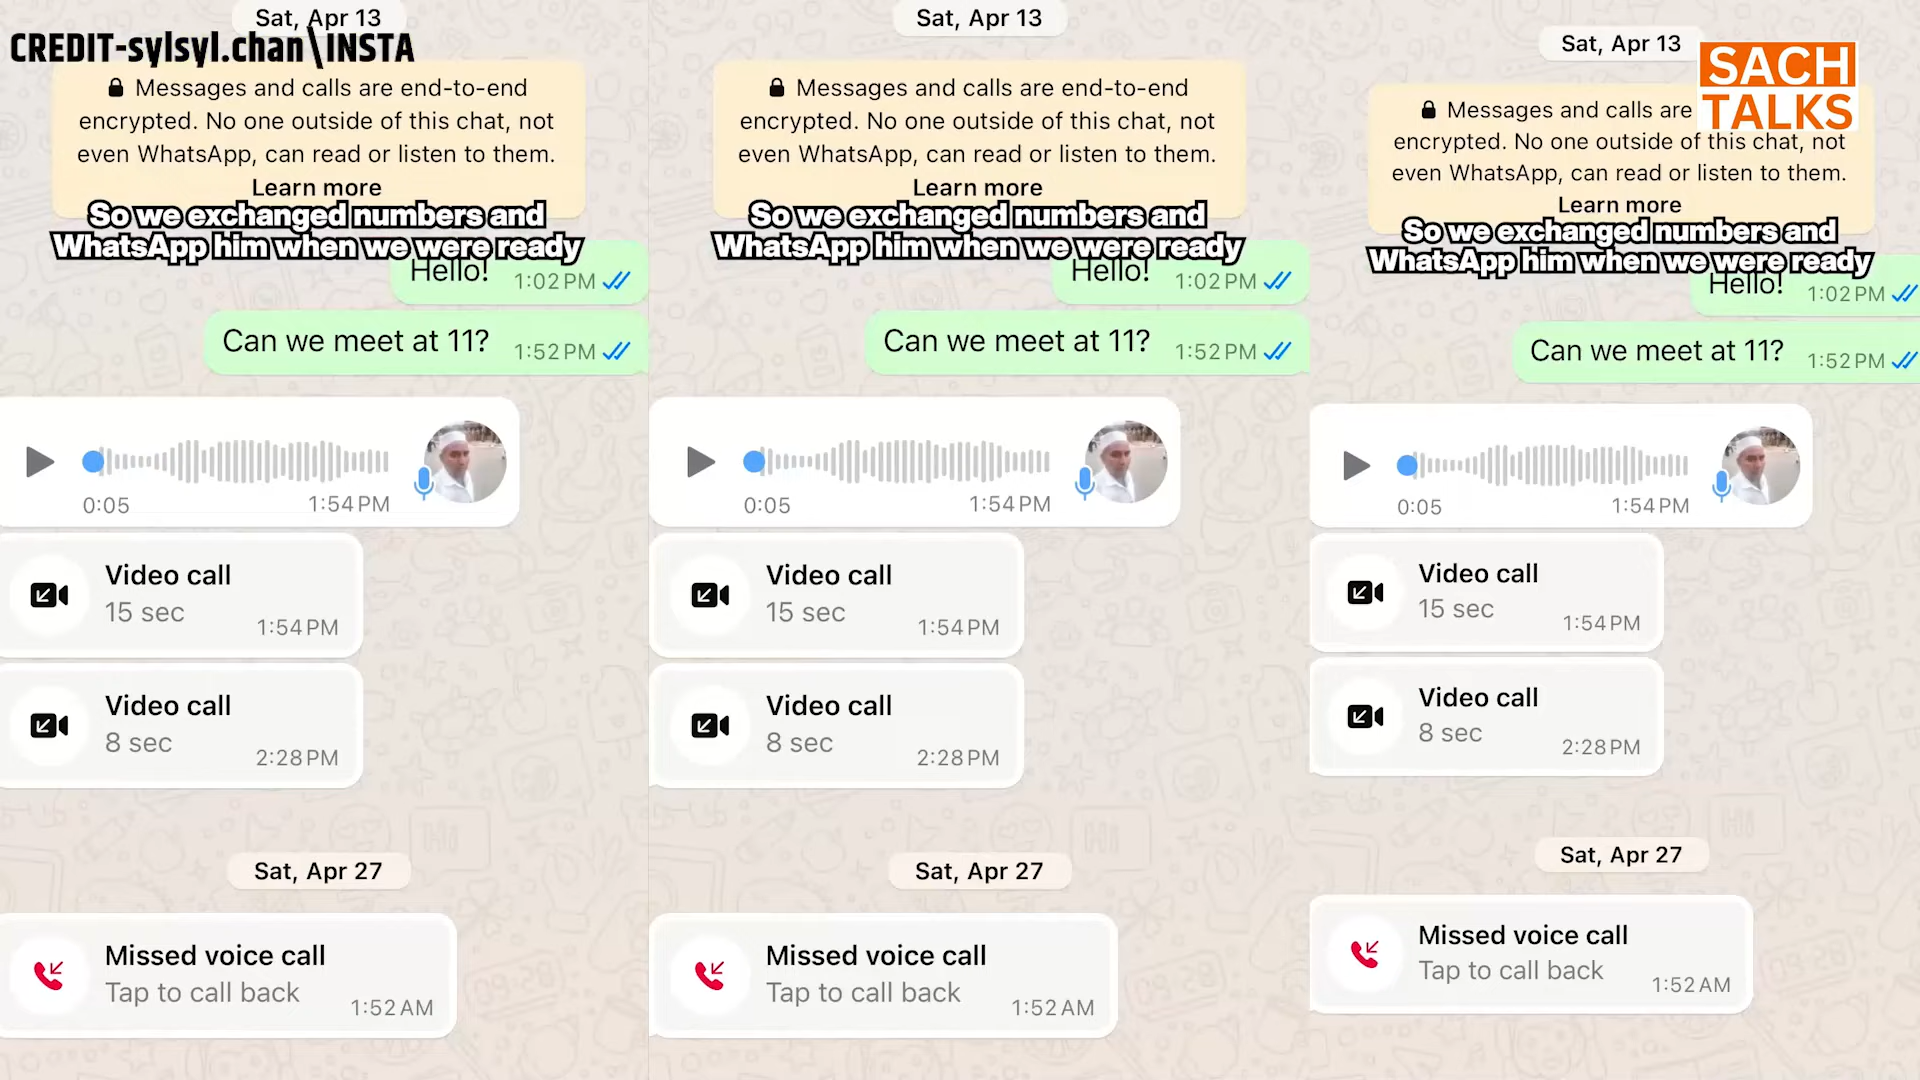 Sat, Apr 13
CREDIT-sylsyl.chan\INSTA
Messages and calls are end-to-end
encrypted. No one outside of this chat, not
even WhatsApp, can read or listen to them.
Learn more
So we exchanged numbers and
WhatsApp him when we were ready
Hello! 1:02 PM
Can we meet at 11? 1:52 PM
0:05 1:54 PM
Video call
15 sec
1:54 PM
Video call
8 sec
2:28 PM
Sat, Apr 27
Missed voice call
Tap to call back
1:52 AM
Sat, Apr 13
Messages and calls are end-to-end
encrypted. No one outside of this chat, not
even WhatsApp, can read or listen to them.
Learn more
So we exchanged numbers and
WhatsApp him when we were ready
Hello! 1:02 PM
Can we meet at 11? 1:52 PM
0:05 1:54 PM
Video call
15 sec
1:54 PM
Video call
8 sec
2:28 PM
Sat, Apr 27
Missed voice call
Tap to call back
1:52 AM
Sat, Apr 13
SACH
TALKS
Messages and calls are
encrypted. No one outside of this chat, not
even WhatsApp, can read or listen to them.
Learn more
So we exchanged numbers and
WhatsApp him when we were ready
Hello! 1:02 PM
Can we meet at 11? 1:52 PM
0:05 1:54 PM
Video call
15 sec
1:54 PM
Video call
8 sec
2:28 PM
Sat, Apr 27
Missed voice call
Tap to call back
1:52 AM